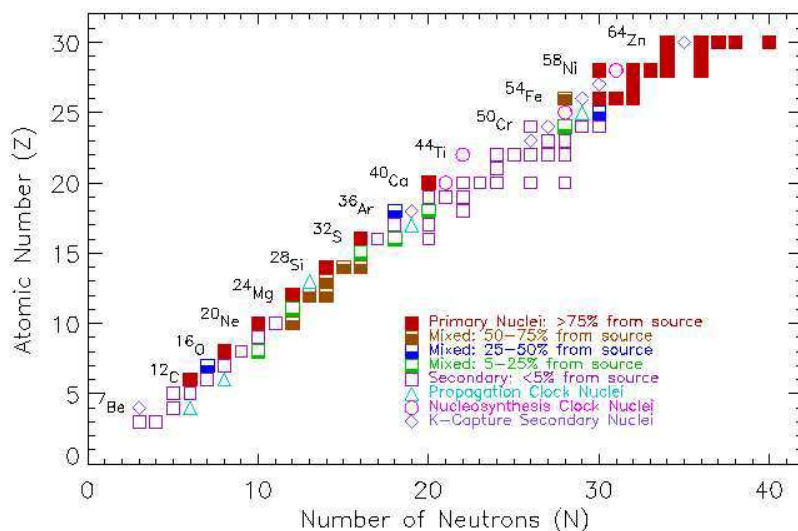 64Zn
58Ni
54Fe
50Cr
44Ti
40Ca
36Ar
32S
28Si
24Mg
20Ne
16O
12C
7Be
Atomic Number (Z)
30
25
20
15
10
5
0
Primary Nuclei: >75% from source
Mixed: 50–75% from source
Mixed: 25–50% from source
Mixed: 5–25% from source
Secondary: <5% from source
Propagation Clock Nuclei
Nucleosynthesis Clock Nuclei
K–Capture Secondary Nuclei
0 10 20 30 40
Number of Neutrons (N)